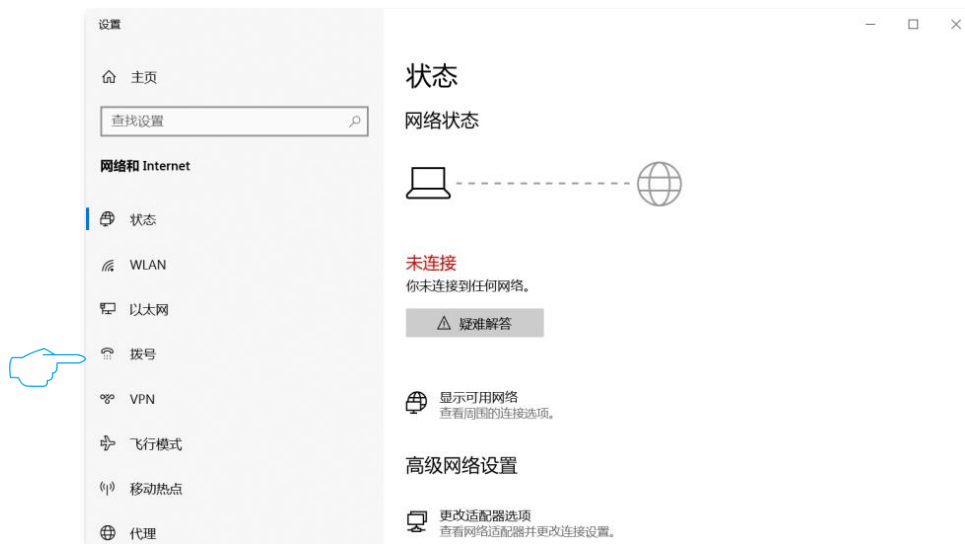 设置
主页
查找设置
网络和 Internet
状态
WLAN
以太网
拨号
VPN
飞行模式
移动热点
代理
状态
网络状态
未连接
你未连接到任何网络。
疑难解答
显示可用网络
查看周围的连接选项。
高级网络设置
更改适配器选项
查看网络适配器并更改连接设置。